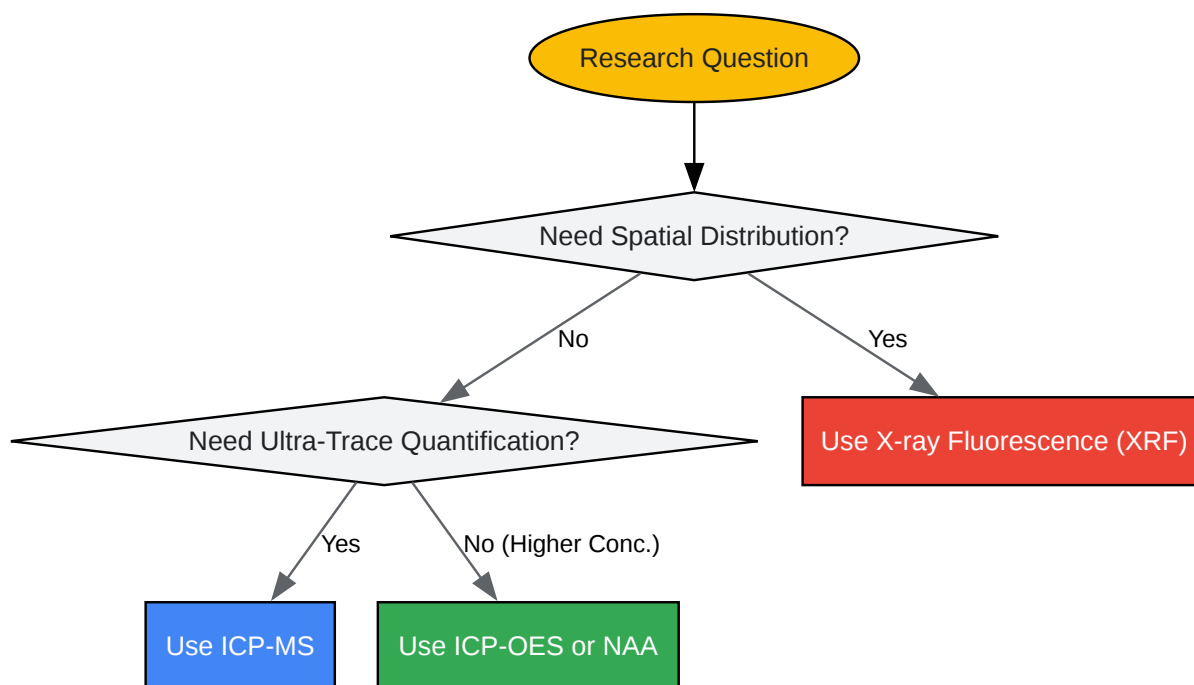 Research Question
Need Spatial Distribution?
No
Yes
Need Ultra-Trace Quantification?
Use X-ray Fluorescence (XRF)
Yes
No (Higher Conc.)
Use ICP-MS
Use ICP-OES or NAA